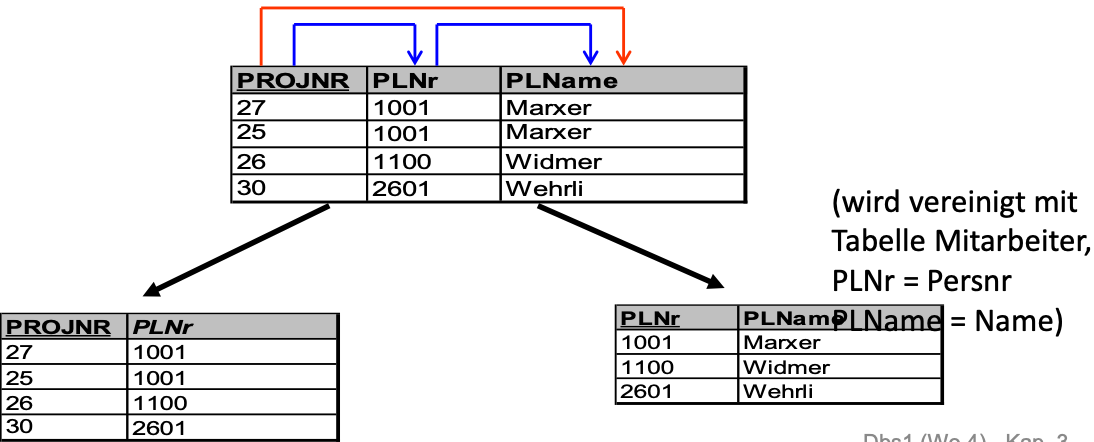 PROJNR PLNr PLName
27 1001 Marxer
25 1001 Marxer
26 1100 Widmer
30 2601 Wehrli
(wird vereinigt mit
Tabelle Mitarbeiter,
PLNr = Persnr
PLName = Name)
PROJNR PLNr
27 1001
25 1001
26 1100
30 2601
PLNr PLName
1001 Marxer
1100 Widmer
2601 Wehrli
Dbs1 (We 4) Kap. 3